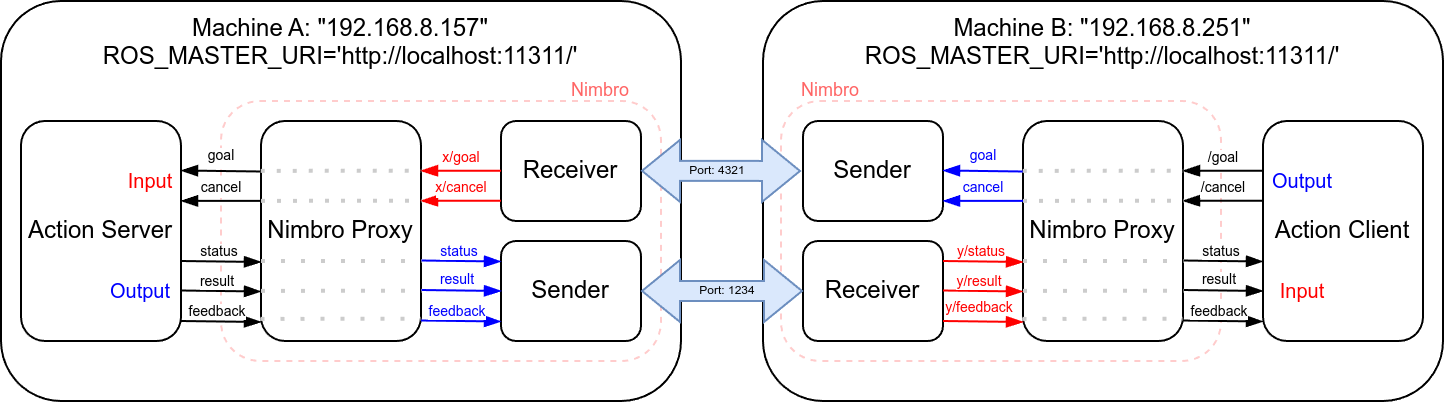 Machine A: "192.168.8.157"
ROS_MASTER_URI='http://localhost:11311/'
Nimbro
Action Server
Input
Output
goal
cancel
status
result
feedback
Nimbro Proxy
x/goal
x/cancel
status
result
feedback
Receiver
Sender
Port: 4321
Port: 1234
Machine B: "192.168.8.251"
ROS_MASTER_URI='http://localhost:11311/'
Nimbro
Sender
Receiver
goal
cancel
y/status
y/result
y/feedback
Nimbro Proxy
/goal
/cancel
status
result
feedback
Output
Action Client
Input